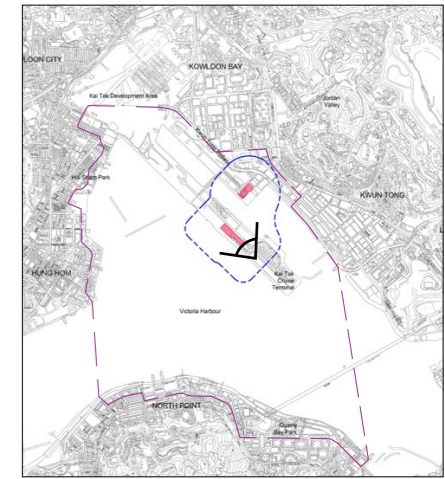 LOON CITY
KOWLOON BAY
Kai Tak Development Area
Jordan
Valley
Hoi Sham Park
KWUN TONG
HUNG HOM
Kai Tak
Cruise
Terminal
Victoria Harbour
NORTH POINT
Quarry
Bay Park